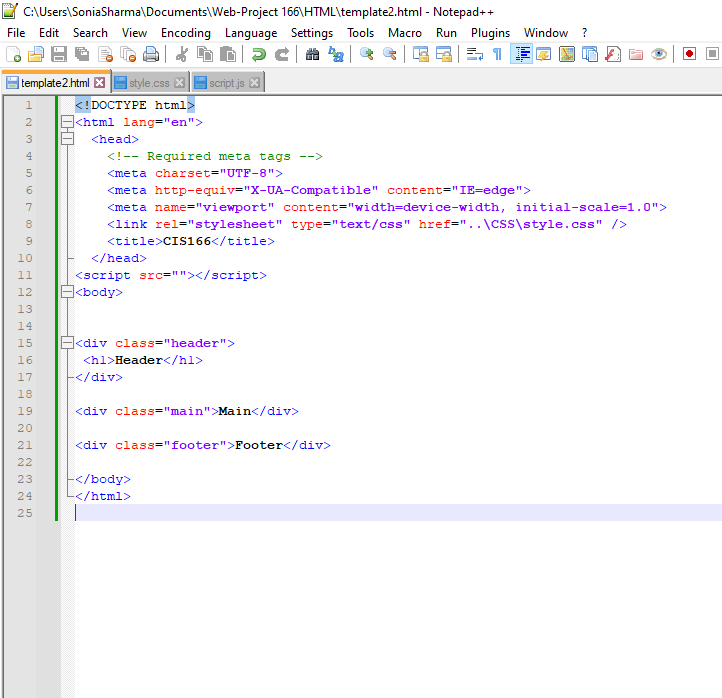 C:\Users\SoniaSharma\Documents\Web-Project 166\HTML\template2.html - Notepad++
File Edit Search View Encoding Language Settings Tools Macro Run Plugins Window ?
template2.html style.css script.js
1 <!DOCTYPE html>
2 <html lang="en">
3 <head>
4 <!-- Required meta tags -->
5 <meta charset="UTF-8">
6 <meta http-equiv="X-UA-Compatible" content="IE=edge">
7 <meta name="viewport" content="width=device-width, initial-scale=1.0">
8 <link rel="stylesheet" type="text/css" href="..\CSS\style.css" />
9 <title>CIS166</title>
10 </head>
11 <script src=""></script>
12 <body>
13
14
15 <div class="header">
16 <h1>Header</h1>
17 </div>
18
19 <div class="main">Main</div>
20
21 <div class="footer">Footer</div>
22
23 </body>
24 </html>
25